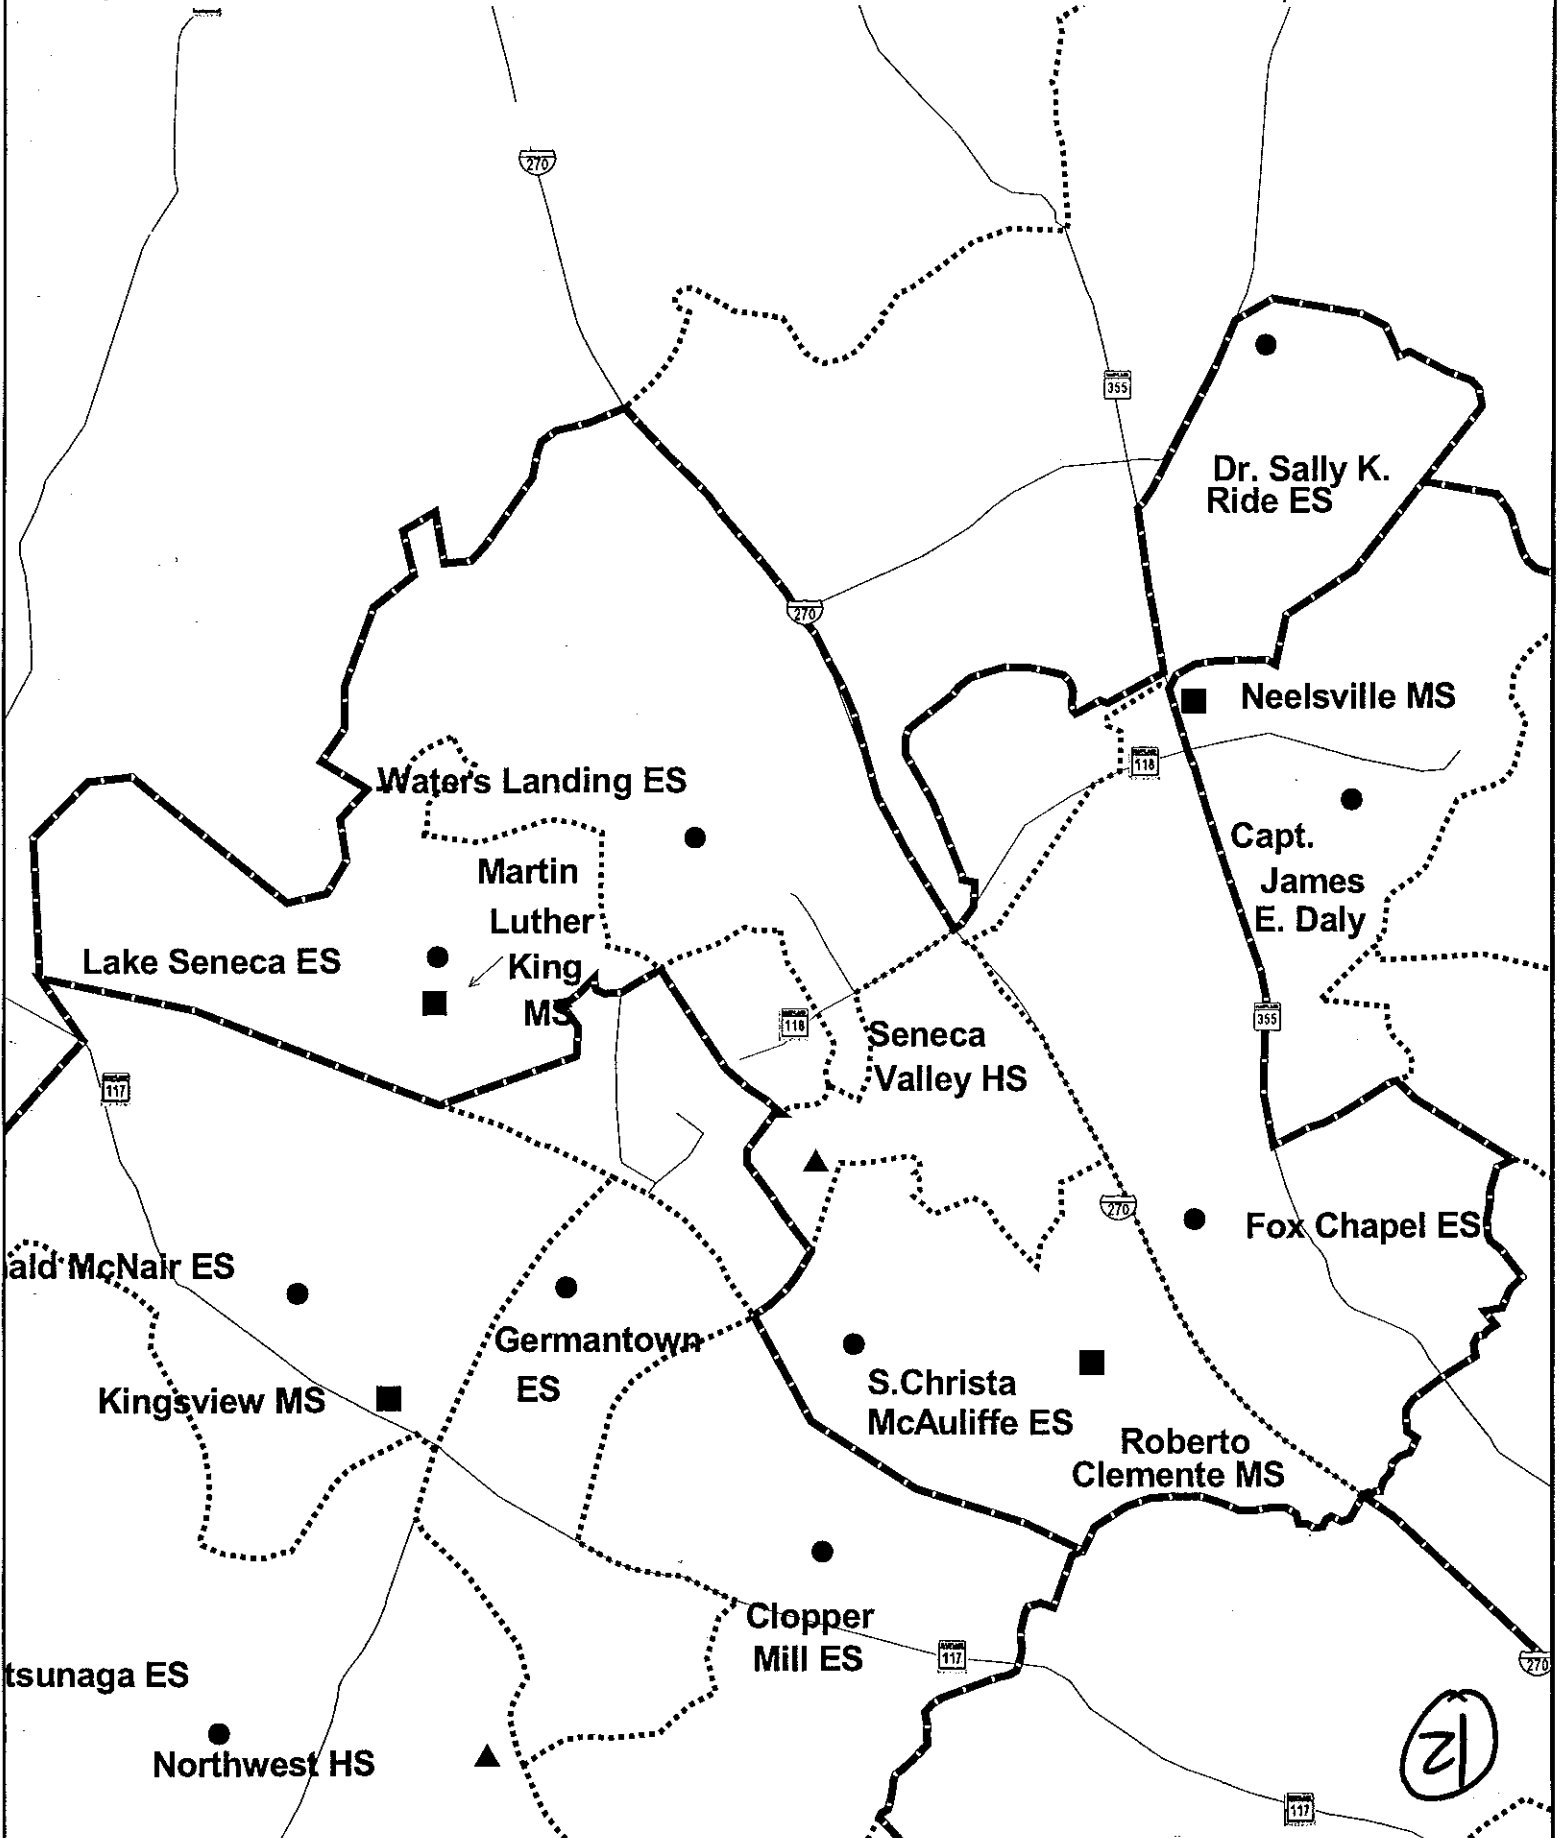 270
355
Dr. Sally K.
Ride ES
270
Neelsville MS
118
Waters Landing ES
Capt.
James
E. Daly
Martin
Luther
King
MS
Lake Seneca ES
118
355
Seneca
Valley HS
117
270
Fox Chapel ES
ald McNair ES
Germantown
ES
S.Christa
McAuliffe ES
Kingsview MS
Roberto
Clemente MS
Clopper
Mill ES
117
270
tsunaga ES
Northwest HS
12
117